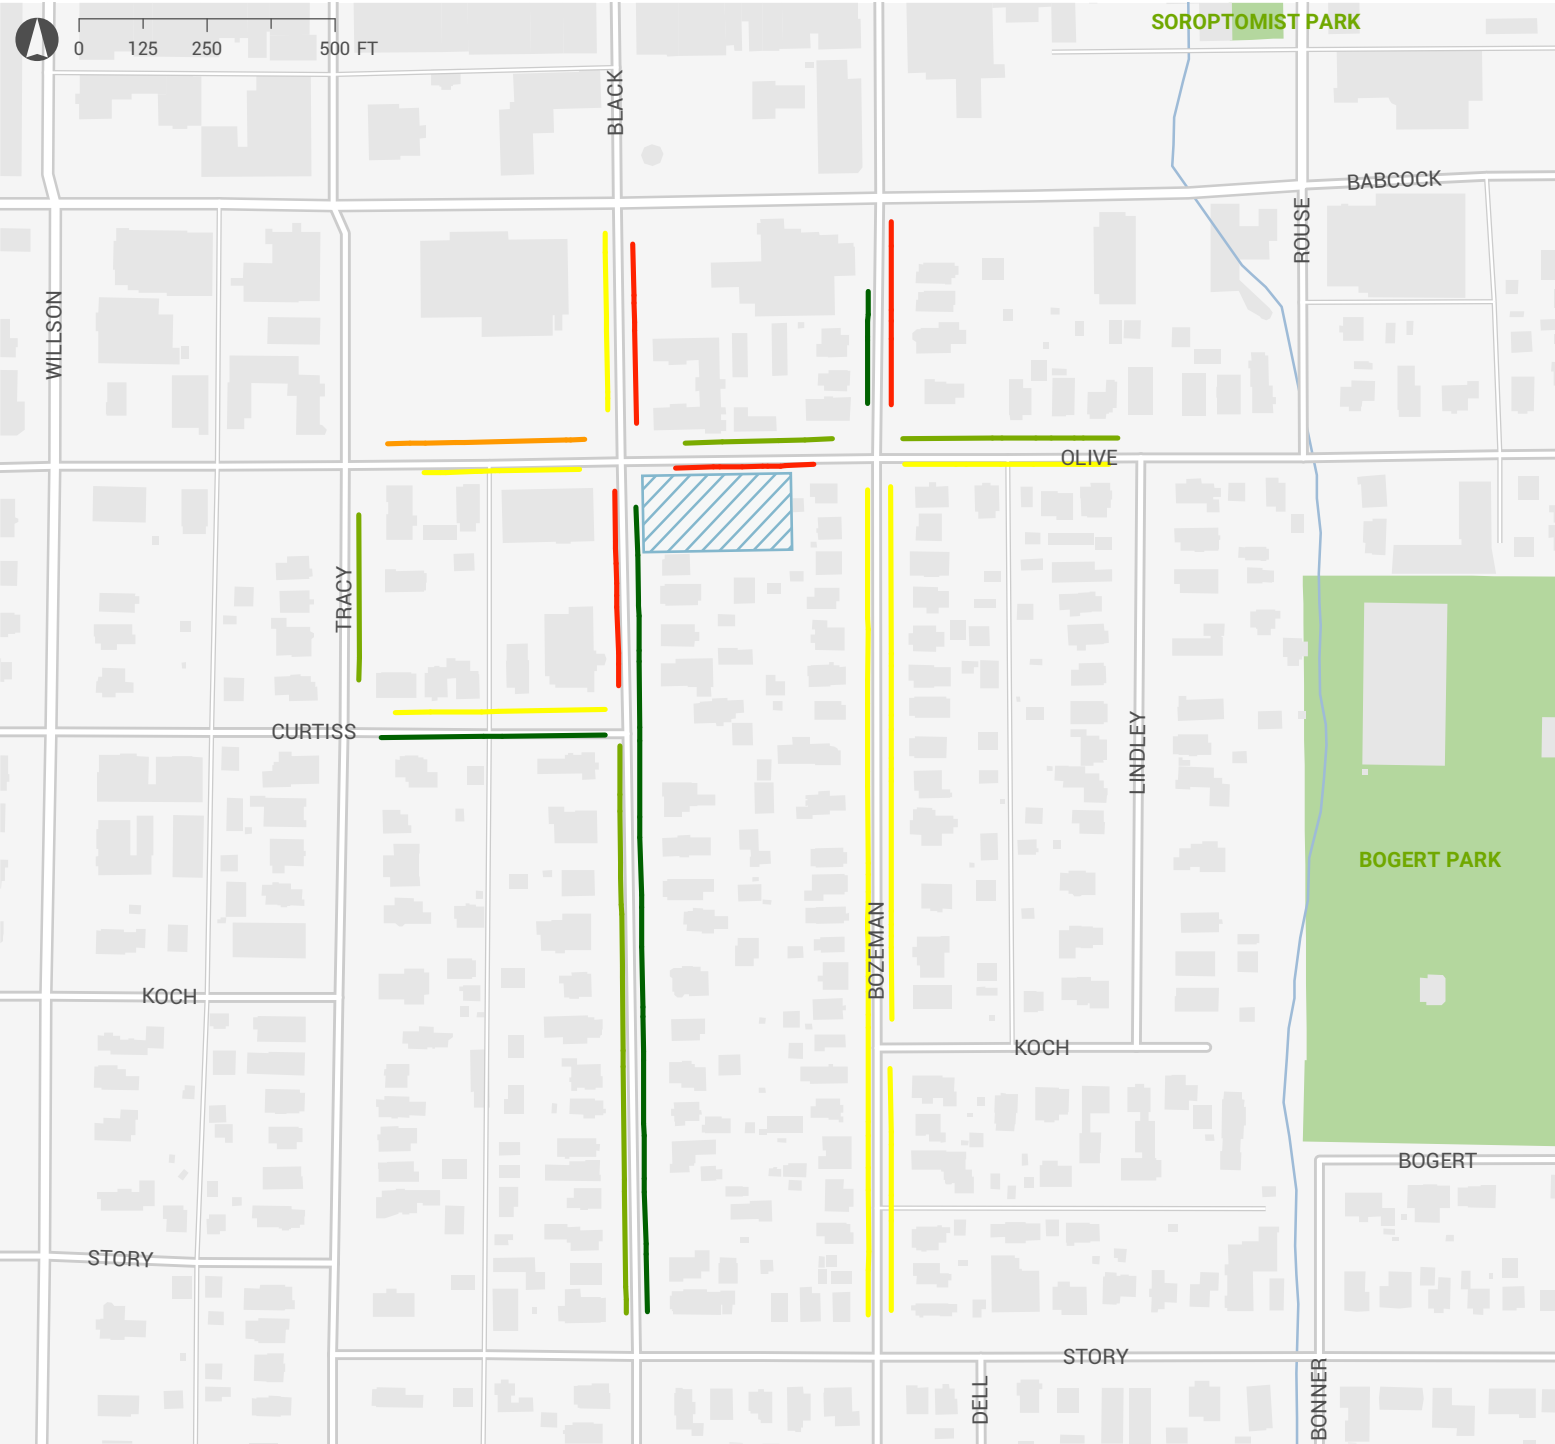 SOROPTOMIST PARK
0 125 250 500 FT
BLACK
BABCOCK
ROUSE
WILLSON
OLIVE
TRACY
CURTISS
LINDLEY
BOGERT PARK
BOZEMAN
KOCH
KOCH
BOGERT
STORY
STORY
DELL
BONNER